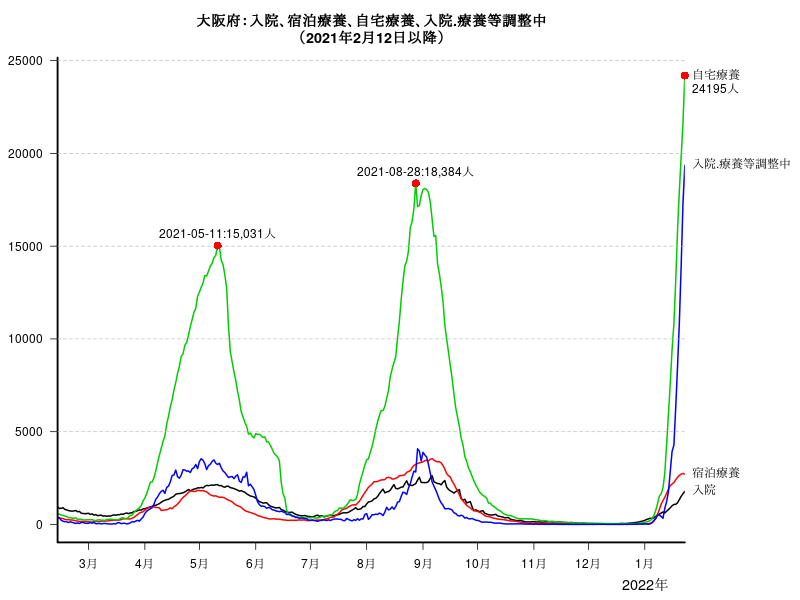 大阪府：入院、宿泊療養、自宅療養、入院.療養等調整中
（2021年2月12日以降）
25000
20000
15000
10000
5000
0
自宅療養
24195人
入院.療養等調整中
2021-08-28:18,384人
2021-05-11:15,031人
宿泊療養
入院
3月 4月 5月 6月 7月 8月 9月 10月 11月 12月 1月
2022年